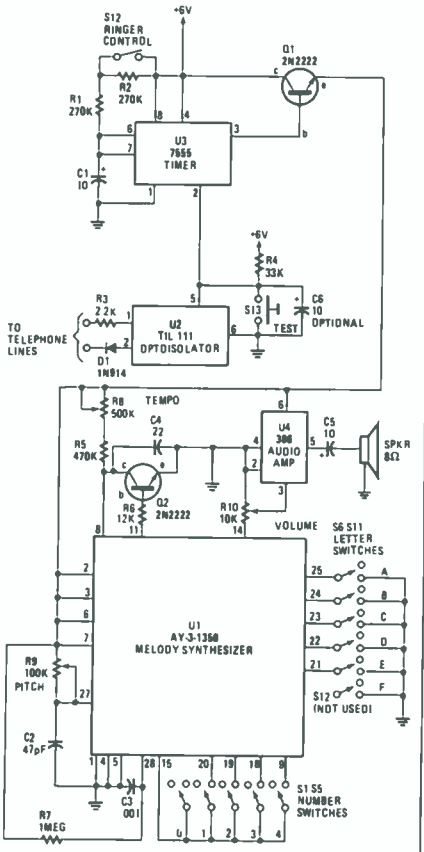 S12
RINGER
CONTROL
+6V
Q1
2N2222
c
e
b
R2
270K
R1
270K
8
4
6
7
3
U3
7555
TIMER
1
2
C1
10
+
+6V
R4
33K
S13
TEST
+
C6
10
OPTIONAL
TO
TELEPHONE
LINES
R3
2.2K
1
2
D1
1N914
5
U2
TIL 111
OPTOISOLATOR
6
R8
500K
TEMPO
R5
470K
C4
22
c
e
b
Q2
2N2222
R6
12K
6
4
2
U4
386
AUDIO
AMP
5
3
C5
10
+
SPKR
8Ω
R10
10K
VOLUME
8
11
14
2
3
6
7
27
U1
AY-3-1350
MELODY SYNTHESIZER
R9
100K
PITCH
C2
47pF
S6 S11
LETTER
SWITCHES
25
A
24
B
23
C
22
D
21
E
S12
(NOT USED)
F
1
4
5
28
15
20
19
18
9
C3
.001
R7
1MEG
0
1
2
3
4
S1 S5
NUMBER
SWITCHES